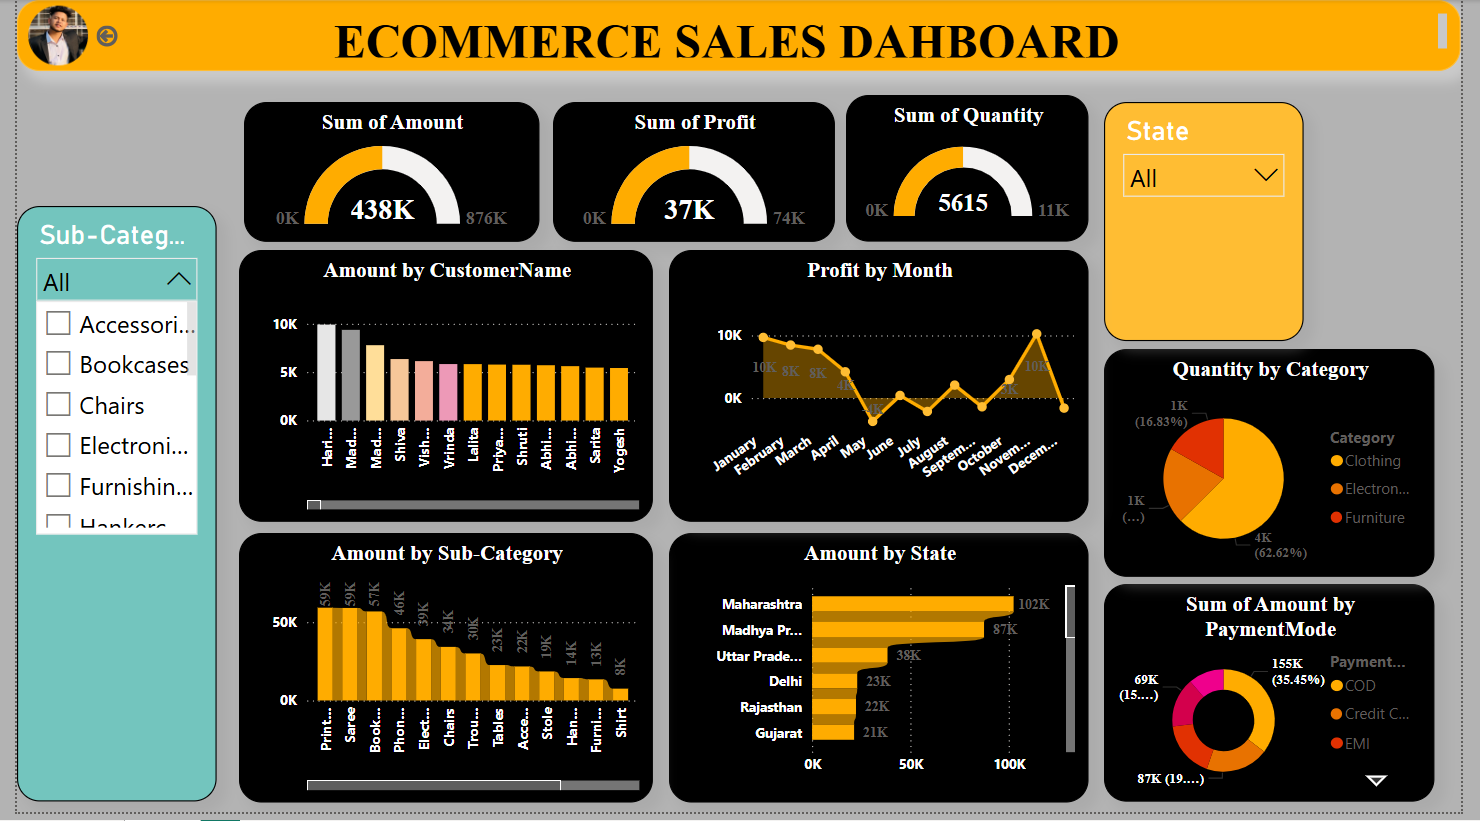 ECOMMERCE SALES DAHBOARD
Sum of Amount
0K
438K
876K
Sum of Profit
0K
37K
74K
Sum of Quantity
0K
5615
11K
State
All
Sub-Categ...
All
Accessori...
Bookcases
Chairs
Electroni...
Furnishin...
Amount by CustomerName
10K
5K
0K
Hari...
Mad...
Mad...
Shiva
Vish...
Vrinda
Lalita
Priya...
Shruti
Abhi...
Abhi...
Sarita
Yogesh
Profit by Month
10K
0K
10K
8K
8K
4K
-4K
3K
10K
January
February
March
April
May
June
July
August
Septem...
October
Novem...
Decem...
Quantity by Category
1K
(16.83%)
1K
(...)
4K
(62.62%)
Category
Clothing
Electron...
Furniture
Amount by Sub-Category
50K
0K
59K
59K
57K
46K
39K
34K
30K
23K
22K
19K
14K
13K
8K
Print...
Saree
Book...
Phon...
Elect...
Chairs
Trou...
Tables
Acce...
Stole
Han...
Furni...
Shirt
Amount by State
Maharashtra
102K
Madhya Pr...
87K
Uttar Prade...
38K
Delhi
23K
Rajasthan
22K
Gujarat
21K
0K
50K
100K
Sum of Amount by
PaymentMode
155K
(35.45%)
69K
(15....)
87K (19....)
Payment...
COD
Credit C...
EMI